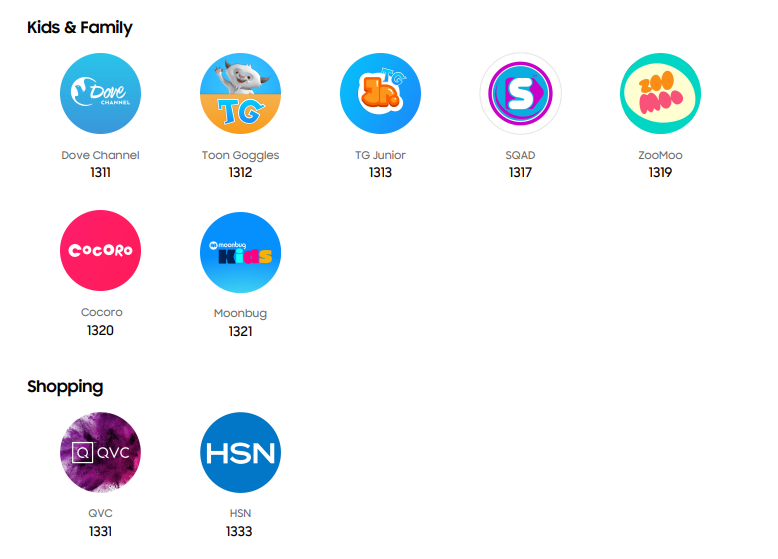 Kids & Family
Dove
CHANNEL
TG
TG
Jr.
S
ZOO
MOO
Dove Channel
Toon Goggles
TG Junior
SQAD
ZooMoo
1311
1312
1313
1317
1319
COCORO
moonbug
Kids
Cocoro
Moonbug
1320
1321
Shopping
Q QVC
HSN
QVC
HSN
1331
1333